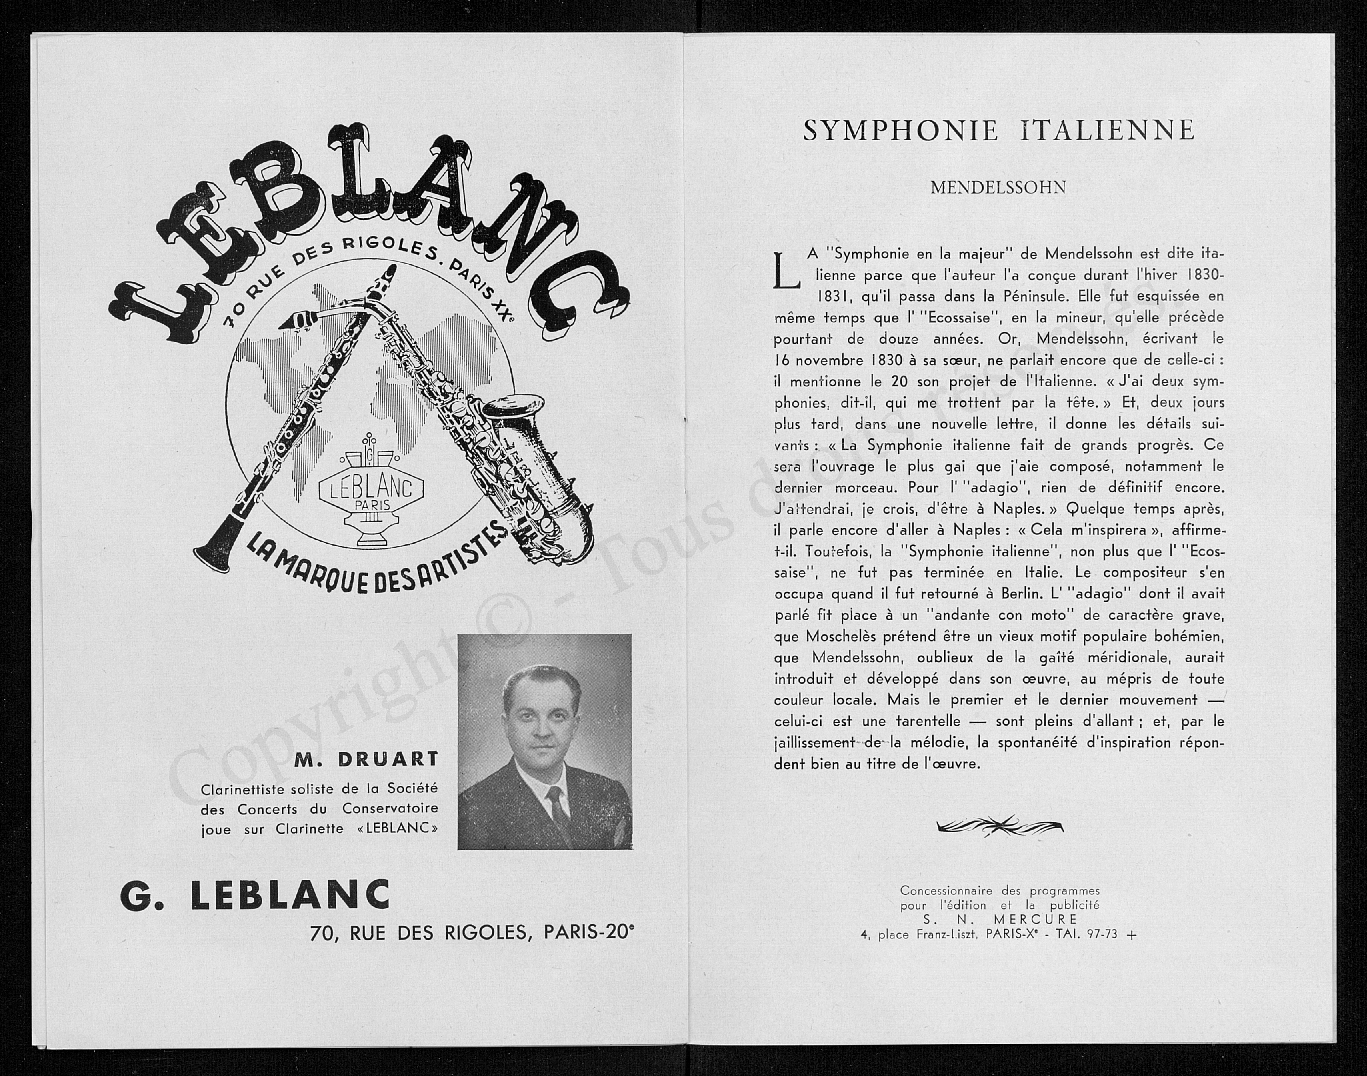 LEBLANC
70 RUE DES RIGOLES. PARIS XXe
LEBLANC
PARIS
LA MARQUE DES ARTISTES
M. DRUART
Clarinettiste soliste de la Société
des Concerts du Conservatoire
joue sur Clarinette «LEBLANC»
G. LEBLANC
70, RUE DES RIGOLES, PARIS-20e
SYMPHONIE ITALIENNE
MENDELSSOHN
LA "Symphonie en la majeur" de Mendelssohn est dite ita-
lienne parce que l'auteur l'a conçue durant l'hiver 1830-
1831, qu'il passa dans la Péninsule. Elle fut esquissée en
même temps que l' "Ecossaise", en la mineur, qu'elle précède
pourtant de douze années. Or, Mendelssohn, écrivant le
16 novembre 1830 à sa sœur, ne parlait encore que de celle-ci :
il mentionne le 20 son projet de l'Italienne. « J'ai deux sym-
phonies, dit-il, qui me trottent par la tête. » Et, deux jours
plus tard, dans une nouvelle lettre, il donne les détails sui-
vants : « La Symphonie italienne fait de grands progrès. Ce
sera l'ouvrage le plus gai que j'aie composé, notamment le
dernier morceau. Pour l' "adagio", rien de définitif encore.
J'attendrai, je crois, d'être à Naples. » Quelque temps après,
il parle encore d'aller à Naples : « Cela m'inspirera », affirme-
t-il. Toutefois, la "Symphonie italienne", non plus que l' "Ecos-
saise", ne fut pas terminée en Italie. Le compositeur s'en
occupa quand il fut retourné à Berlin. L' "adagio" dont il avait
parlé fit place à un "andante con moto" de caractère grave,
que Moschelès prétend être un vieux motif populaire bohémien,
que Mendelssohn, oublieux de la gaîté méridionale, aurait
introduit et développé dans son œuvre, au mépris de toute
couleur locale. Mais le premier et le dernier mouvement —
celui-ci est une tarentelle — sont pleins d'allant ; et, par le
jaillissement de la mélodie, la spontanéité d'inspiration répon-
dent bien au titre de l'œuvre.
Concessionnaire des programmes
pour l'édition et la publicité
S. N. MERCURE
4, place Franz-Liszt, PARIS-Xe - TAI. 97-73 +
Copyright © - Tous droits réservés